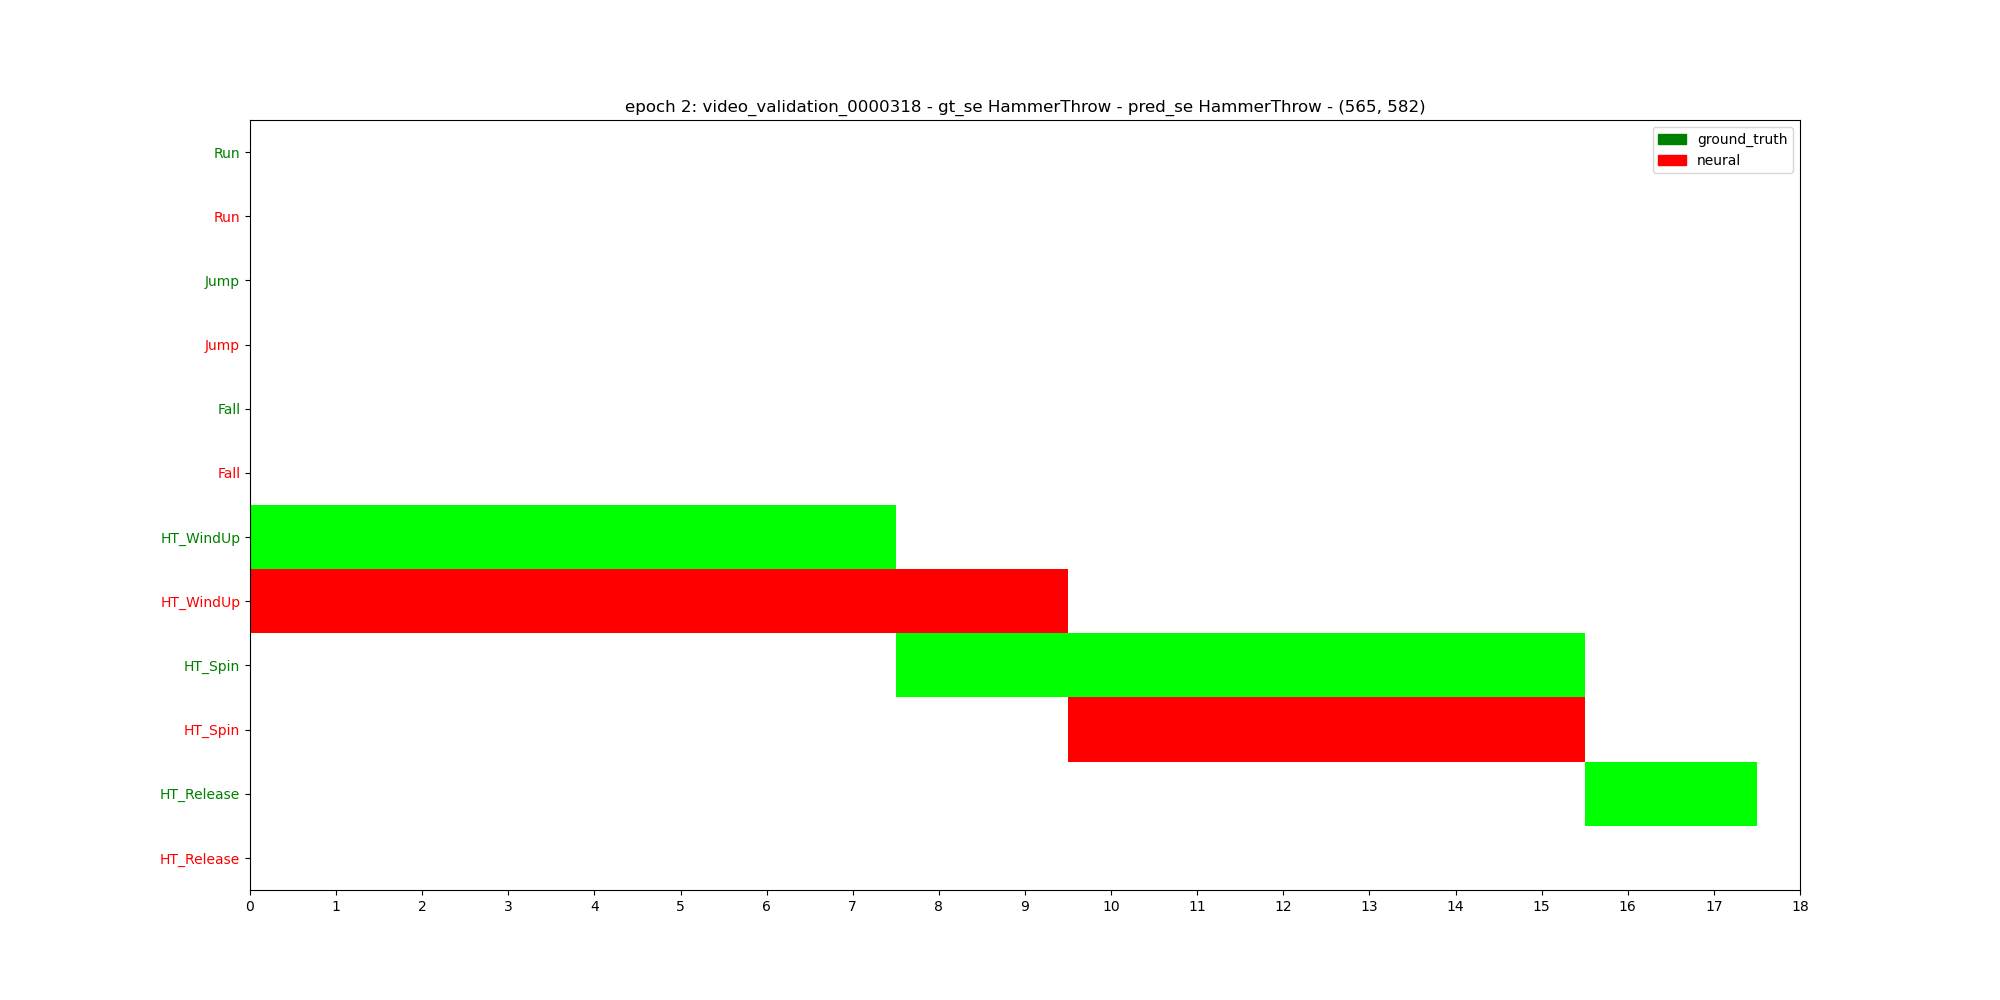 epoch 2: video_validation_0000318 - gt_se HammerThrow - pred_se HammerThrow - (565, 582)
ground_truth
neural
Run
Run
Jump
Jump
Fall
Fall
HT_WindUp
HT_WindUp
HT_Spin
HT_Spin
HT_Release
HT_Release
0 1 2 3 4 5 6 7 8 9 10 11 12 13 14 15 16 17 18